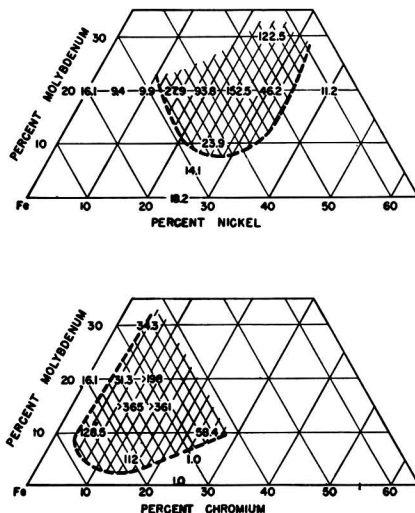 PERCENT MOLYBDENUM
30 122.5
20 16.1 9.4 9.9 27.9 93.8 152.5 46.2 11.2
10 23.9
14.1
18.2
Fe 10 20 30 40 50 60
PERCENT NICKEL
PERCENT MOLYBDENUM
30 34.3
20 16.1 31.3 >198
>365 >361
10 128.5
112 1.0
1.0
Fe 10 20 30 40 50 60
PERCENT CHROMIUM